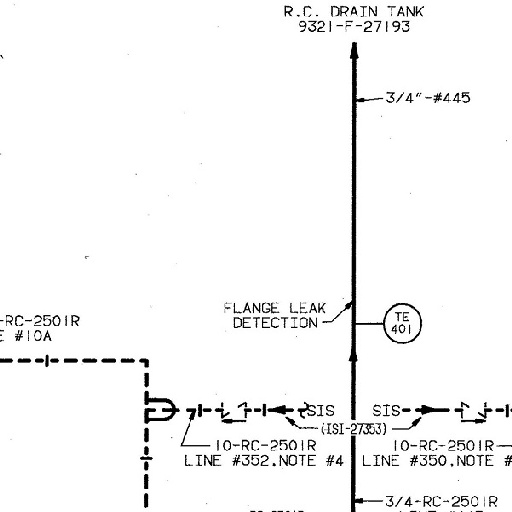 R.C. DRAIN TANK
9321-F-27193
3/4"-#445
FLANGE LEAK
DETECTION
TE
401
-RC-2501R
E #10A
SIS
SIS
(ISI-27353)
10-RC-2501R
LINE #352.NOTE #4
10-RC-2501R
LINE #350.NOTE #
3/4-RC-2501R